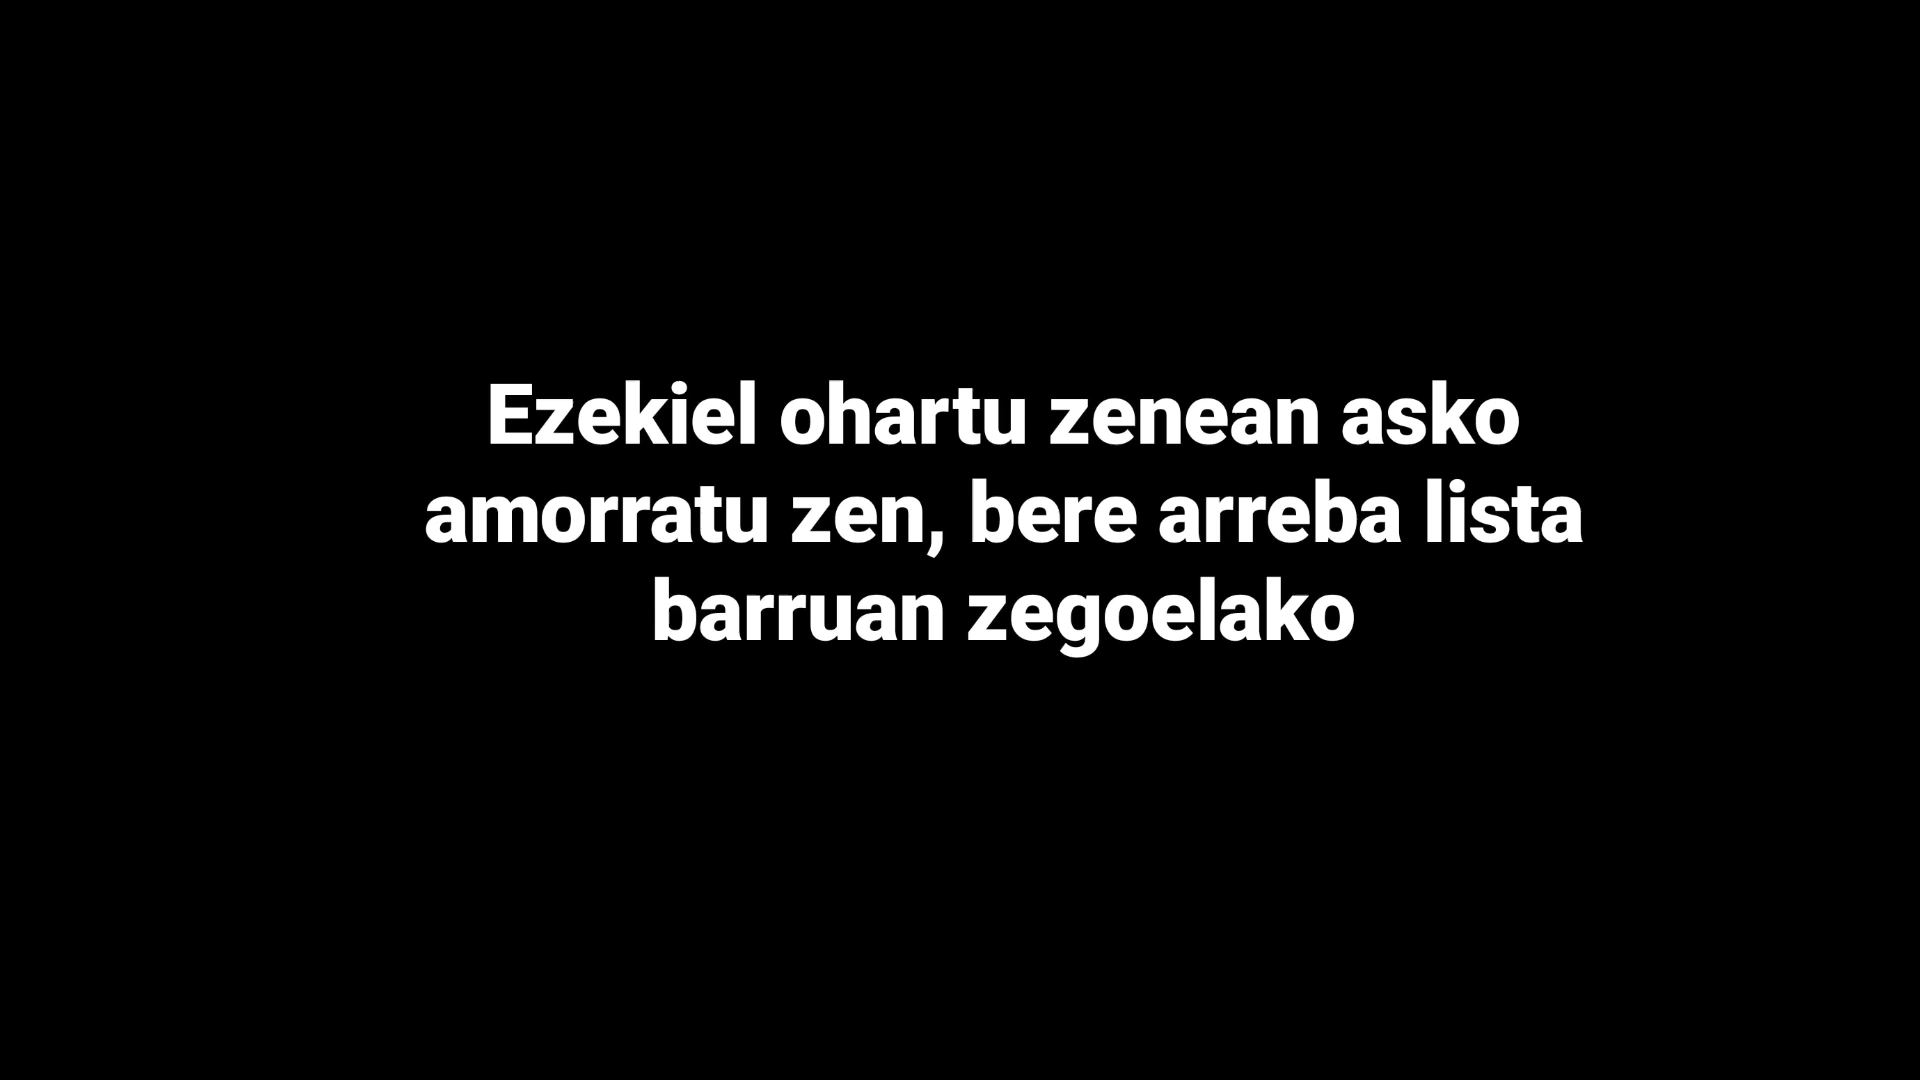 Ezekiel ohartu zenean asko
amorratu zen, bere arreba lista
barruan zegoelako